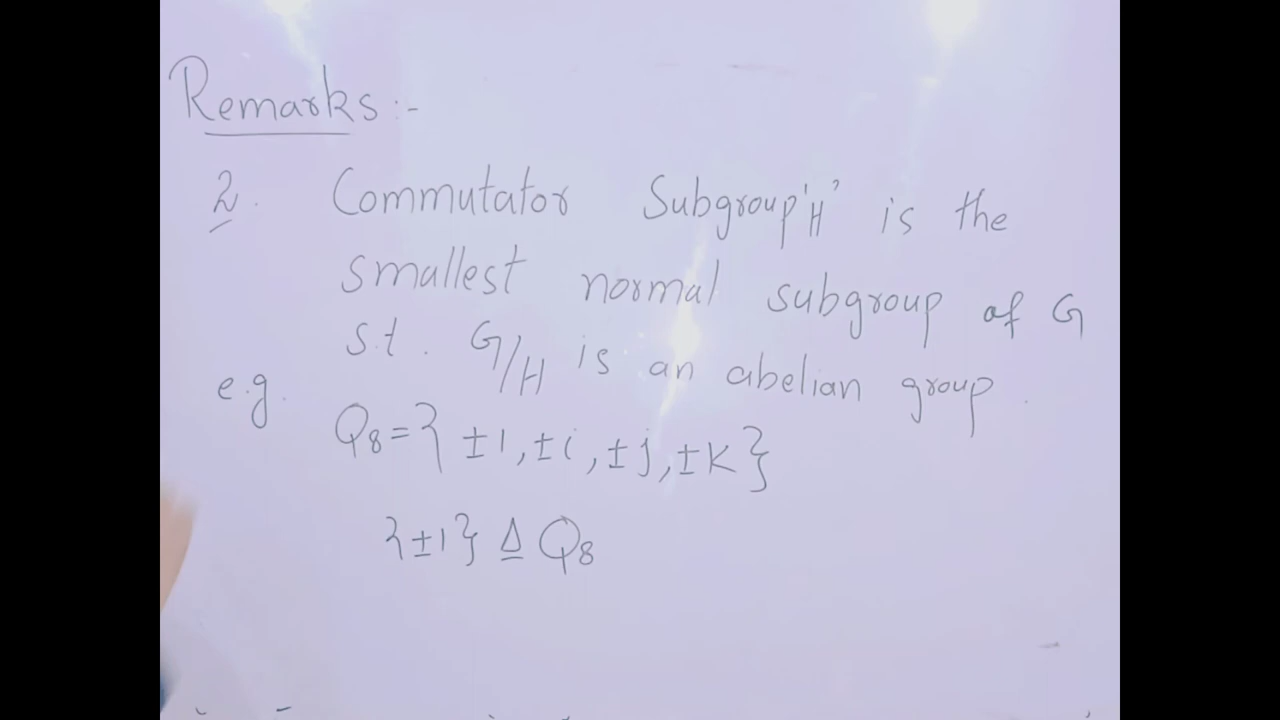 Remarks :-
2. Commutator Subgroup 'H' is the
smallest normal subgroup of G
s.t. G/H is an abelian group.
e.g. Q₈ = { ±1, ±i, ±j, ±k }
{±1} ⊴ Q₈